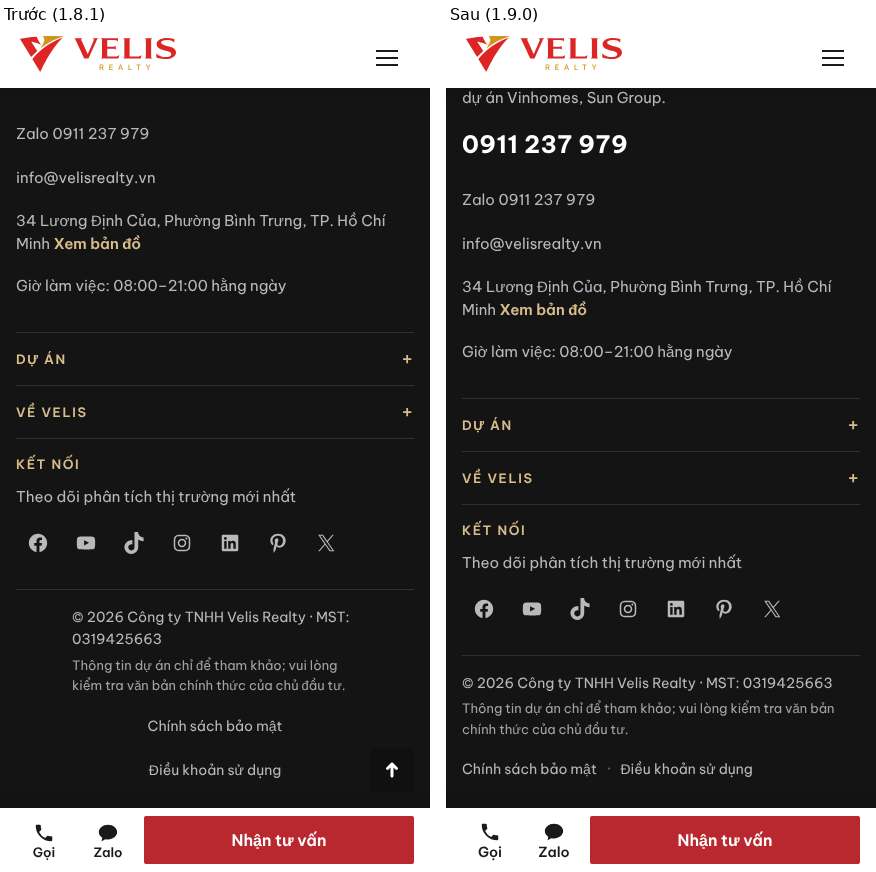 Trước (1.8.1)
VELIS
REALTY
Zalo 0911 237 979
info@velisrealty.vn
34 Lương Định Của, Phường Bình Trưng, TP. Hồ Chí
Minh Xem bản đồ
Giờ làm việc: 08:00–21:00 hằng ngày
DỰ ÁN +
VỀ VELIS +
KẾT NỐI
Theo dõi phân tích thị trường mới nhất
© 2026 Công ty TNHH Velis Realty · MST:
0319425663
Thông tin dự án chỉ để tham khảo; vui lòng
kiểm tra văn bản chính thức của chủ đầu tư.
Chính sách bảo mật
Điều khoản sử dụng
Gọi Zalo Nhận tư vấn
Sau (1.9.0)
VELIS
REALTY
dự án Vinhomes, Sun Group.
0911 237 979
Zalo 0911 237 979
info@velisrealty.vn
34 Lương Định Của, Phường Bình Trưng, TP. Hồ Chí
Minh Xem bản đồ
Giờ làm việc: 08:00–21:00 hằng ngày
DỰ ÁN +
VỀ VELIS +
KẾT NỐI
Theo dõi phân tích thị trường mới nhất
© 2026 Công ty TNHH Velis Realty · MST: 0319425663
Thông tin dự án chỉ để tham khảo; vui lòng kiểm tra văn bản
chính thức của chủ đầu tư.
Chính sách bảo mật · Điều khoản sử dụng
Gọi Zalo Nhận tư vấn